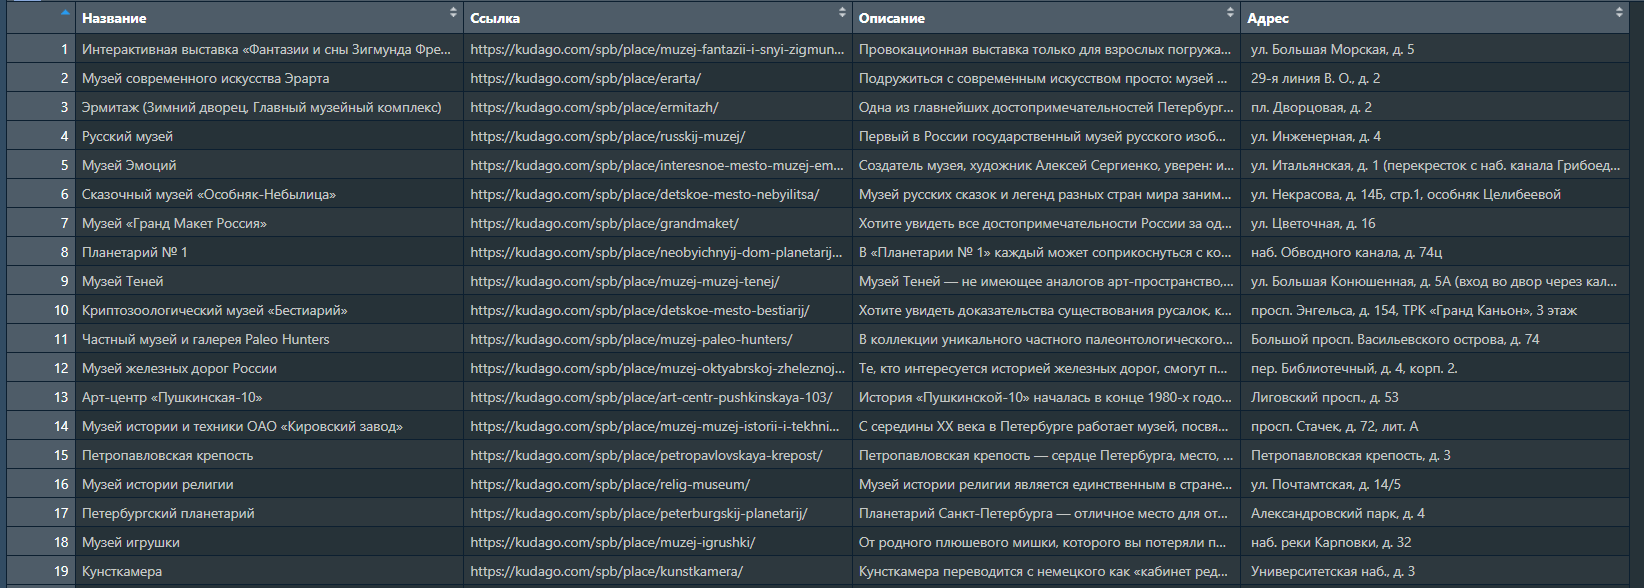 Название Ссылка Описание Адрес
1 Интерактивная выставка «Фантазии и сны Зигмунда Фре... https://kudago.com/spb/place/muzej-fantazii-i-snyi-zigmun... Провокационная выставка только для взрослых погружа... ул. Большая Морская, д. 5
2 Музей современного искусства Эрарта https://kudago.com/spb/place/erarta/ Подружиться с современным искусством просто: музей ... 29-я линия В. О., д. 2
3 Эрмитаж (Зимний дворец, Главный музейный комплекс) https://kudago.com/spb/place/ermitazh/ Одна из главнейших достопримечательностей Петербург... пл. Дворцовая, д. 2
4 Русский музей https://kudago.com/spb/place/russkij-muzej/ Первый в России государственный музей русского изоб... ул. Инженерная, д. 4
5 Музей Эмоций https://kudago.com/spb/place/interesnoe-mesto-muzej-em... Создатель музея, художник Алексей Сергиенко, уверен: и... ул. Итальянская, д. 1 (перекресток с наб. канала Грибоед...
6 Сказочный музей «Особняк-Небылица» https://kudago.com/spb/place/detskoe-mesto-nebyilitsa/ Музей русских сказок и легенд разных стран мира заним... ул. Некрасова, д. 14Б, стр.1, особняк Целибеевой
7 Музей «Гранд Макет Россия» https://kudago.com/spb/place/grandmaket/ Хотите увидеть все достопримечательности России за од... ул. Цветочная, д. 16
8 Планетарий № 1 https://kudago.com/spb/place/neobyichnyij-dom-planetarij... В «Планетарии № 1» каждый может соприкоснуться с ко... наб. Обводного канала, д. 74ц
9 Музей Теней https://kudago.com/spb/place/muzej-muzej-tenej/ Музей Теней — не имеющее аналогов арт-пространство,... ул. Большая Конюшенная, д. 5А (вход во двор через кал...
10 Криптозоологический музей «Бестиарий» https://kudago.com/spb/place/detskoe-mesto-bestiarij/ Хотите увидеть доказательства существования русалок, к... просп. Энгельса, д. 154, ТРК «Гранд Каньон», 3 этаж
11 Частный музей и галерея Paleo Hunters https://kudago.com/spb/place/muzej-paleo-hunters/ В коллекции уникального частного палеонтологического... Большой просп. Васильевского острова, д. 74
12 Музей железных дорог России https://kudago.com/spb/place/muzej-oktyabrskoj-zheleznoj... Те, кто интересуется историей железных дорог, смогут п... пер. Библиотечный, д. 4, корп. 2.
13 Арт-центр «Пушкинская-10» https://kudago.com/spb/place/art-centr-pushkinskaya-103/ История «Пушкинской-10» началась в конце 1980-х годо... Лиговский просп., д. 53
14 Музей истории и техники ОАО «Кировский завод» https://kudago.com/spb/place/muzej-muzej-istorii-i-tekhni... С середины XX века в Петербурге работает музей, посвя... просп. Стачек, д. 72, лит. А
15 Петропавловская крепость https://kudago.com/spb/place/petropavlovskaya-krepost/ Петропавловская крепость — сердце Петербурга, место, ... Петропавловская крепость, д. 3
16 Музей истории религии https://kudago.com/spb/place/relig-museum/ Музей истории религии является единственным в стране... ул. Почтамтская, д. 14/5
17 Петербургский планетарий https://kudago.com/spb/place/peterburgskij-planetarij/ Планетарий Санкт-Петербурга — отличное место для от... Александровский парк, д. 4
18 Музей игрушки https://kudago.com/spb/place/muzej-igrushki/ От родного плюшевого мишки, которого вы потеряли п... наб. реки Карповки, д. 32
19 Кунсткамера https://kudago.com/spb/place/kunstkamera/ Кунсткамера переводится с немецкого как «кабинет ред... Университетская наб., д. 3